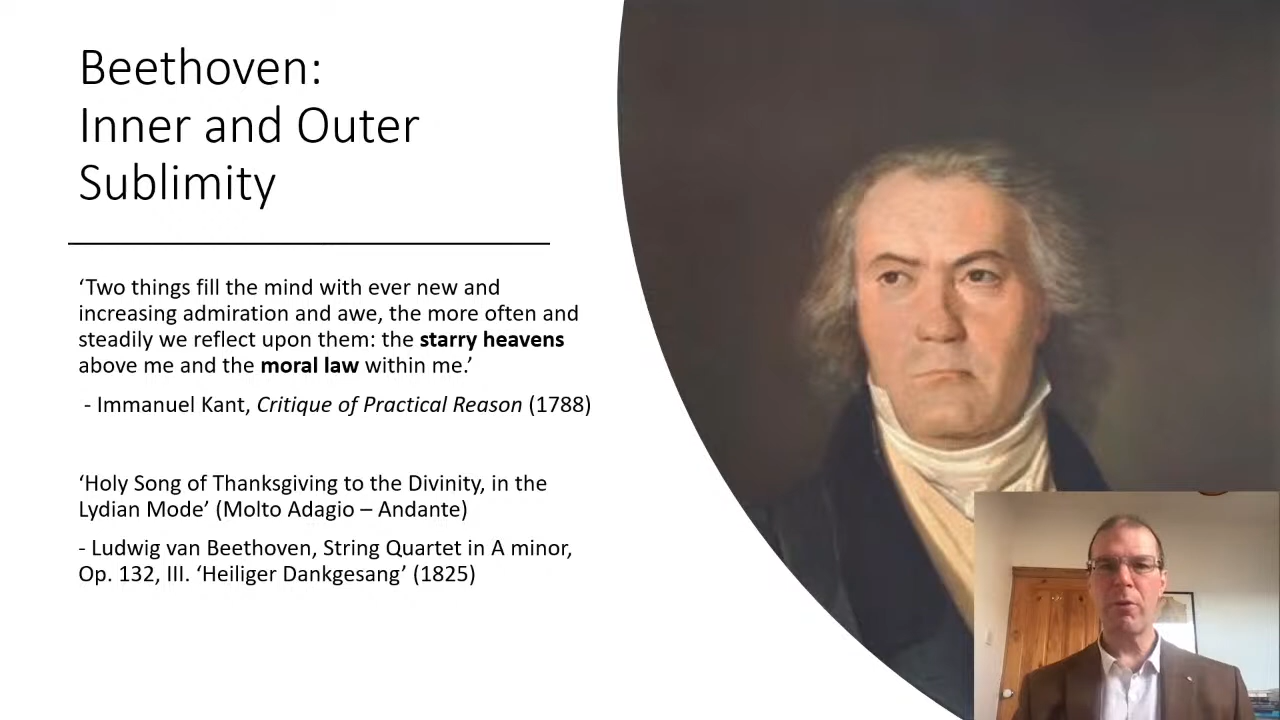 Beethoven:
Inner and Outer
Sublimity
‘Two things fill the mind with ever new and
increasing admiration and awe, the more often and
steadily we reflect upon them: the starry heavens
above me and the moral law within me.’
- Immanuel Kant, Critique of Practical Reason (1788)
‘Holy Song of Thanksgiving to the Divinity, in the
Lydian Mode’ (Molto Adagio – Andante)
- Ludwig van Beethoven, String Quartet in A minor,
Op. 132, III. ‘Heiliger Dankgesang’ (1825)